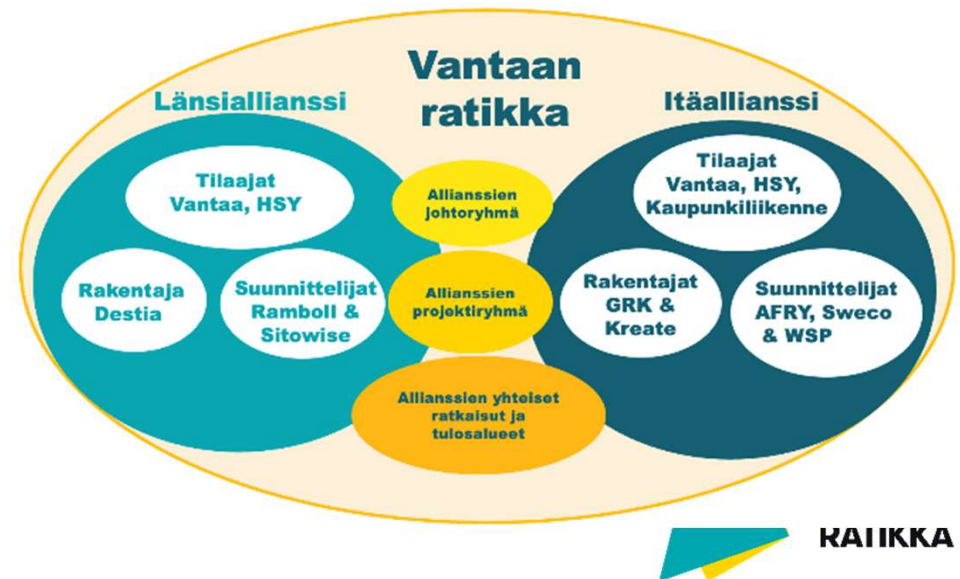 Vantaan
ratikka
Länsiallianssi
Tilaajat
Vantaa, HSY
Rakentaja
Destia
Suunnittelijat
Ramboll &
Sitowise
Allianssien
johtoryhmä
Allianssien
projektiryhmä
Allianssien yhteiset
ratkaisut ja
tulosalueet
Itäallianssi
Tilaajat
Vantaa, HSY,
Kaupunkiliikenne
Rakentajat
GRK &
Kreate
Suunnittelijat
AFRY, Sweco
& WSP
RATIKKA